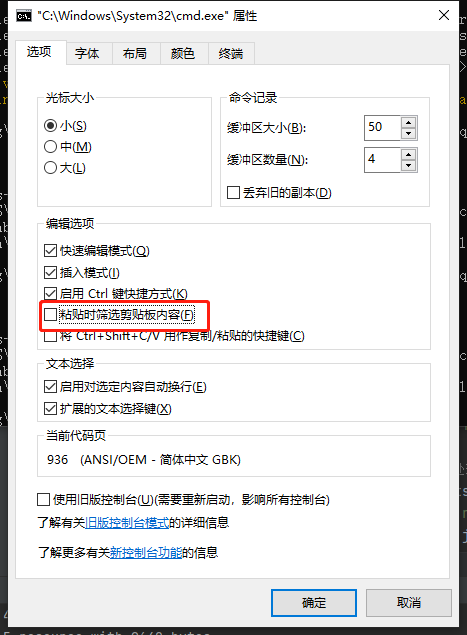 "C:\Windows\System32\cmd.exe" 属性
选项 字体 布局 颜色 终端
光标大小
小(S)
中(M)
大(L)
命令记录
缓冲区大小(B): 50
缓冲区数量(N): 4
丢弃旧的副本(D)
编辑选项
快速编辑模式(Q)
插入模式(I)
启用 Ctrl 键快捷方式(K)
粘贴时筛选剪贴板内容(F)
将 Ctrl+Shift+C/V 用作复制/粘贴的快捷键(C)
文本选择
启用对选定内容自动换行(E)
扩展的文本选择键(X)
当前代码页
936 (ANSI/OEM - 简体中文 GBK)
使用旧版控制台(U)(需要重新启动，影响所有控制台)
了解有关旧版控制台模式的详细信息
了解更多有关新控制台功能的信息
确定 取消